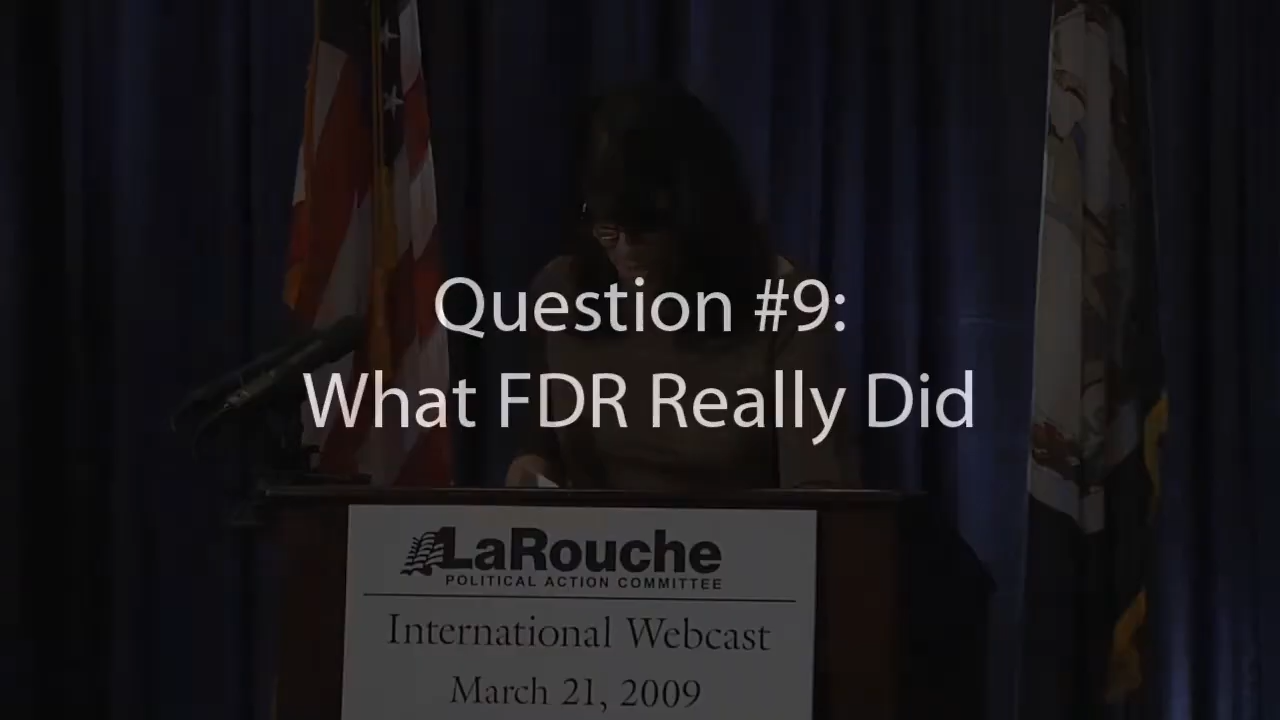 Question #9:
What FDR Really Did
LaRouche
POLITICAL ACTION COMMITTEE
International Webcast
March 21, 2009